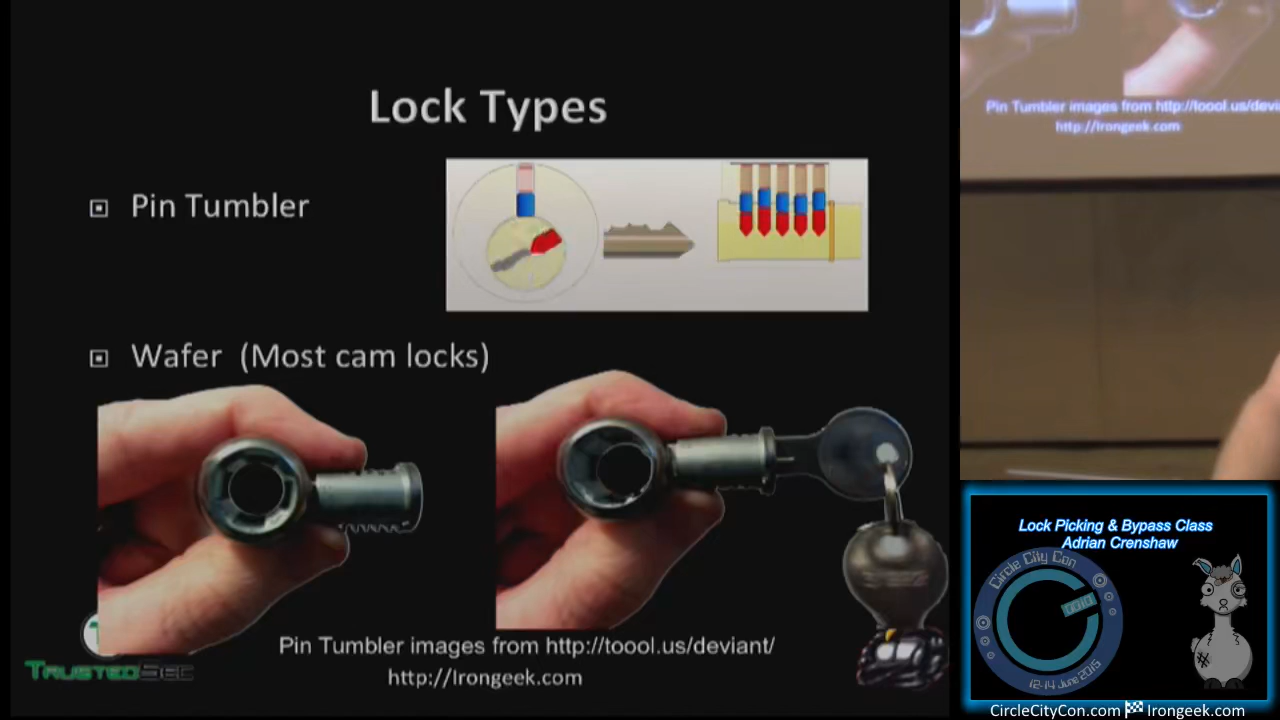 Lock Types
Pin Tumbler
Wafer (Most cam locks)
Pin Tumbler images from http://toool.us/deviant/
http://Irongeek.com
TRUSTEDSEC
Pin Tumbler images from http://toool.us/devia
http://Irongeek.com
Lock Picking & Bypass Class
Adrian Crenshaw
Circle City Con
12-14 June 2015
CircleCityCon.com Irongeek.com